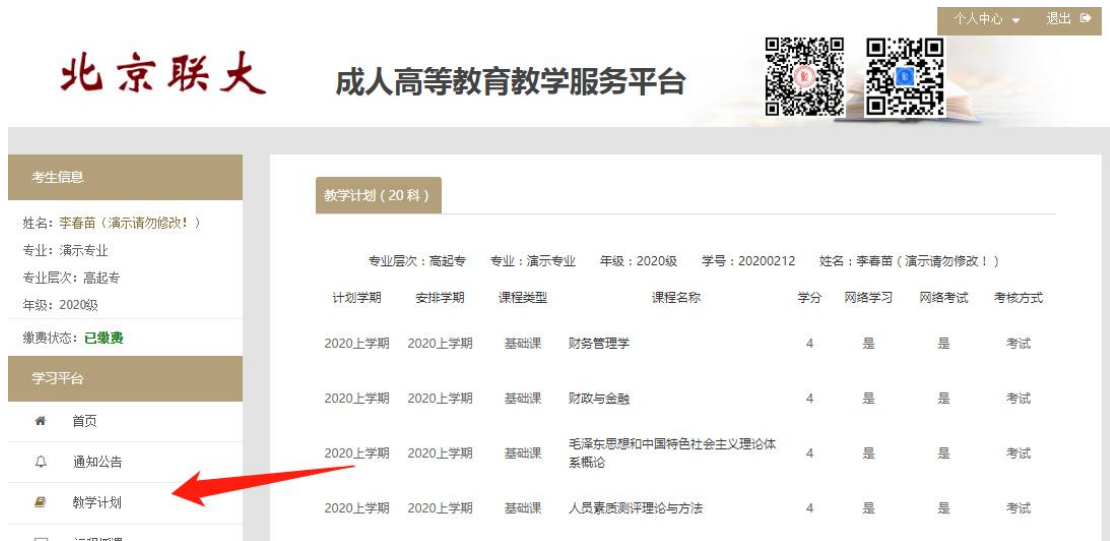 个人中心 退出
北京联大 成人高等教育教学服务平台
考生信息
姓名：李春苗（演示请勿修改！）
专业：演示专业
专业层次：高起专
年级：2020级
缴费状态：已缴费
学习平台
首页
通知公告
教学计划
教学计划（20 科）
专业层次：高起专 专业：演示专业 年级：2020级 学号：20200212 姓名：李春苗（演示请勿修改！）
计划学期 安排学期 课程类型 课程名称 学分 网络学习 网络考试 考核方式
2020上学期 2020上学期 基础课 财务管理学 4 是 是 考试
2020上学期 2020上学期 基础课 财政与金融 4 是 是 考试
2020上学期 2020上学期 基础课 毛泽东思想和中国特色社会主义理论体
系概论 4 是 是 考试
2020上学期 2020上学期 基础课 人员素质测评理论与方法 4 是 是 考试